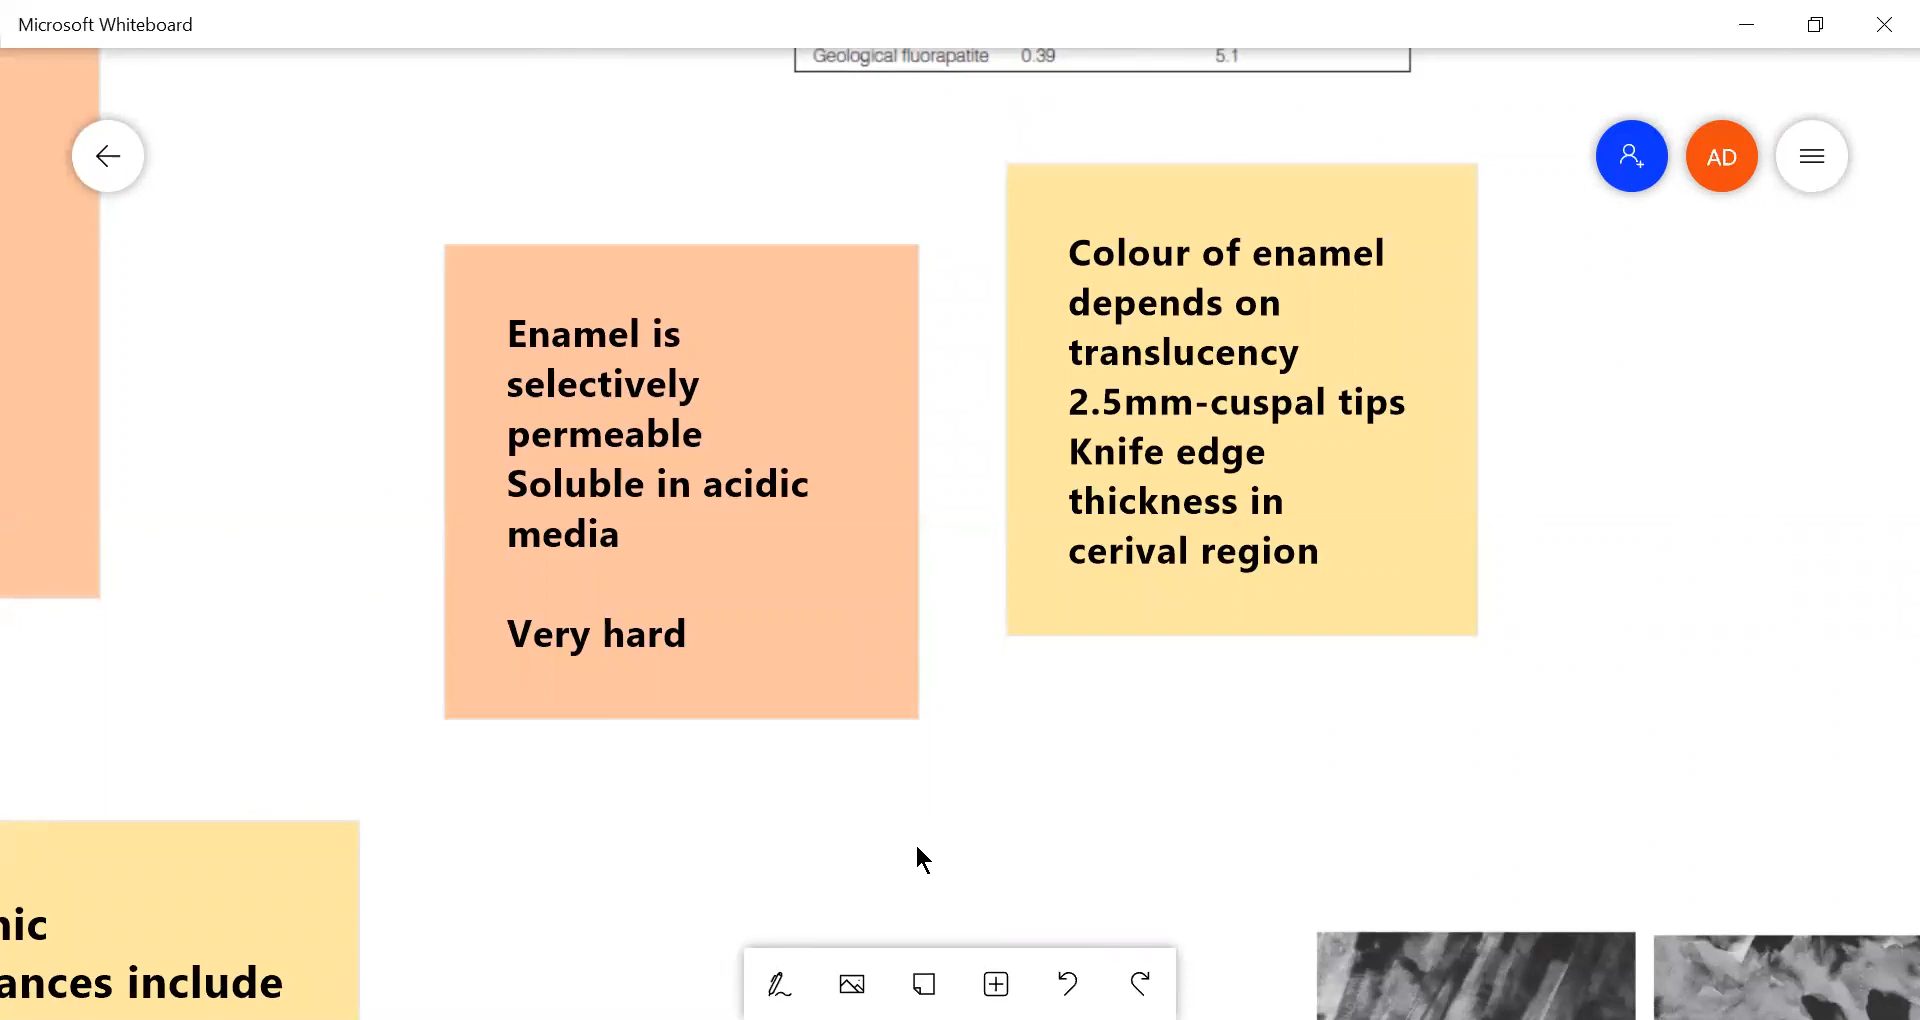 Microsoft Whiteboard
Geological fluorapatite 0.39 5.1
AD
Enamel is
selectively
permeable
Soluble in acidic
media
Very hard
Colour of enamel
depends on
translucency
2.5mm-cuspal tips
Knife edge
thickness in
cerival region
nic
ances include